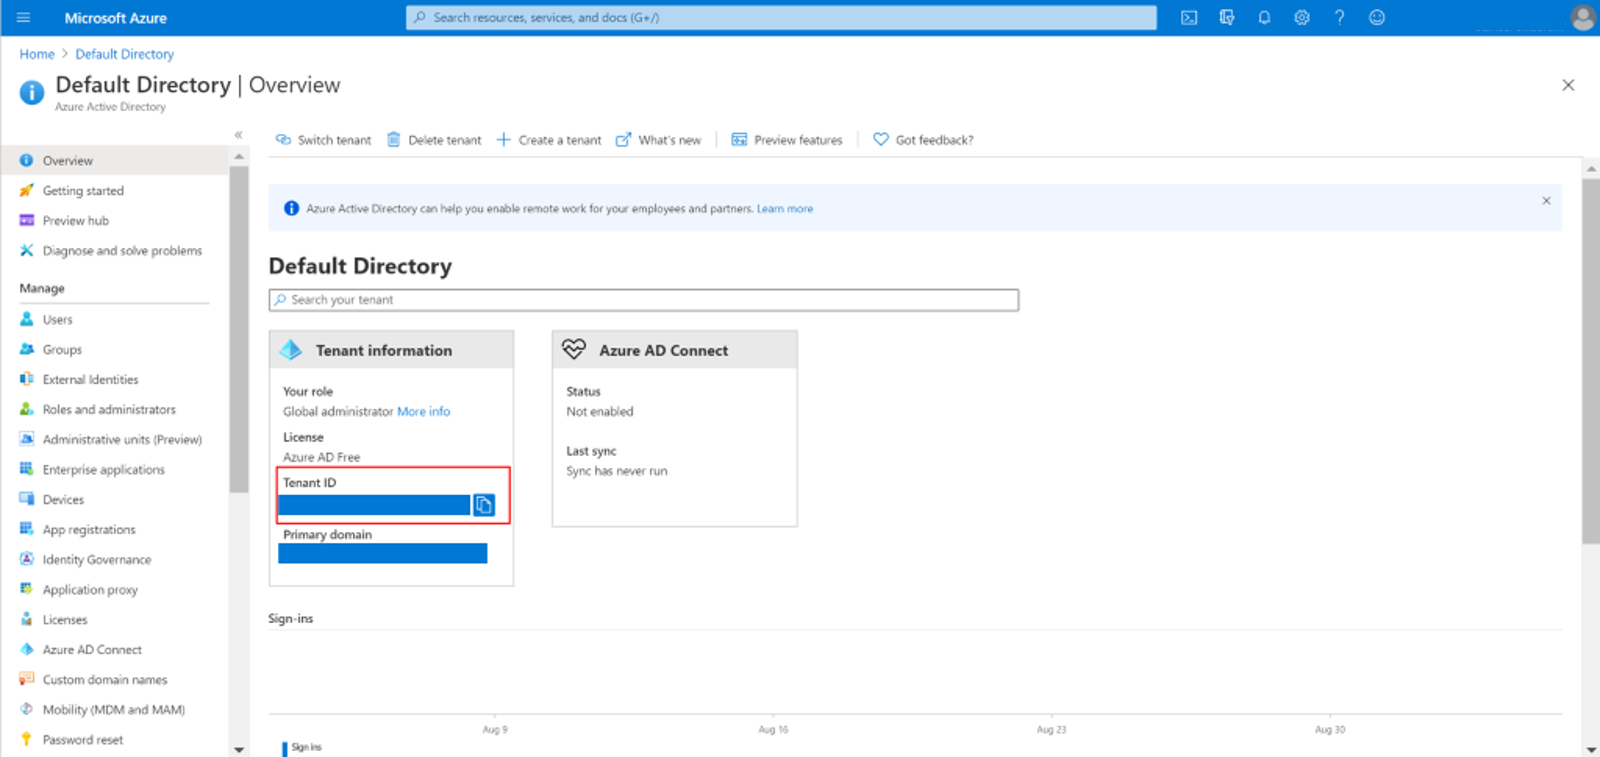 Microsoft Azure
Search resources, services, and docs (G+/)
Home > Default Directory
Default Directory | Overview
Azure Active Directory
«
Switch tenant
Delete tenant
Create a tenant
What's new
Preview features
Got feedback?
Overview
Getting started
Preview hub
Diagnose and solve problems
Manage
Users
Groups
External Identities
Roles and administrators
Administrative units (Preview)
Enterprise applications
Devices
App registrations
Identity Governance
Application proxy
Licenses
Azure AD Connect
Custom domain names
Mobility (MDM and MAM)
Password reset
Azure Active Directory can help you enable remote work for your employees and partners. Learn more
Default Directory
Search your tenant
Tenant information
Your role
Global administrator More info
License
Azure AD Free
Tenant ID
Primary domain
Azure AD Connect
Status
Not enabled
Last sync
Sync has never run
Sign-ins
Aug 9
Aug 16
Aug 23
Aug 30
Sign ins